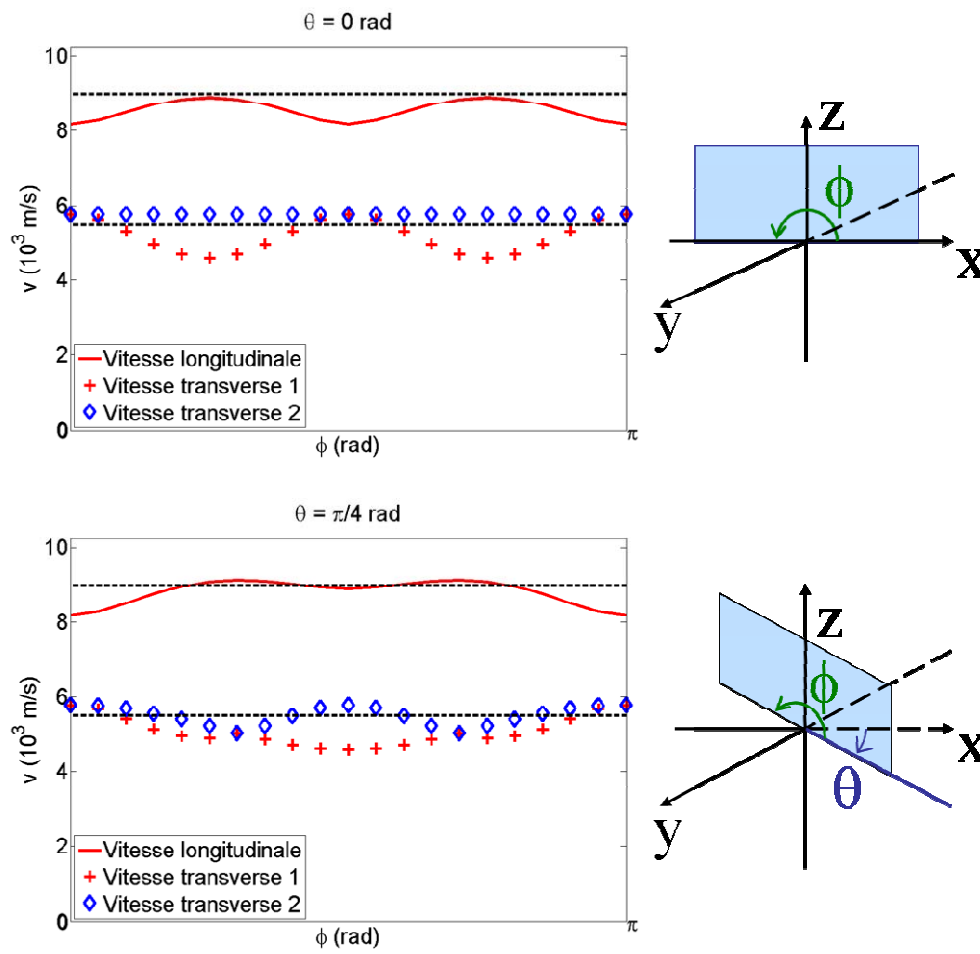 θ = 0 rad
10
8
6
4
2
0
v (10³ m/s)
Vitesse longitudinale
Vitesse transverse 1
Vitesse transverse 2
ϕ (rad)
π
z
ϕ
x
y
θ = π/4 rad
10
8
6
4
2
0
v (10³ m/s)
Vitesse longitudinale
Vitesse transverse 1
Vitesse transverse 2
ϕ (rad)
π
z
ϕ
x
θ
y